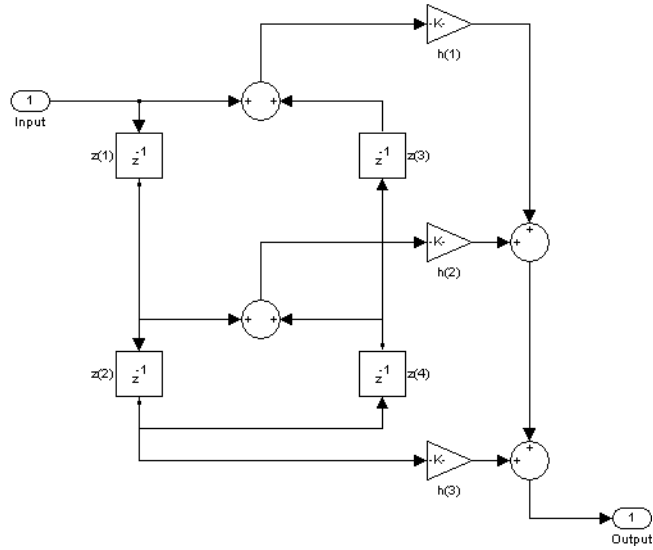 -K-
h(1)
1
Input
+ +
z(1) z⁻¹ z⁻¹ z(3)
+
-K- +
h(2)
+ +
z(2) z⁻¹ z⁻¹ z(4)
+
-K- +
h(3)
1
Output